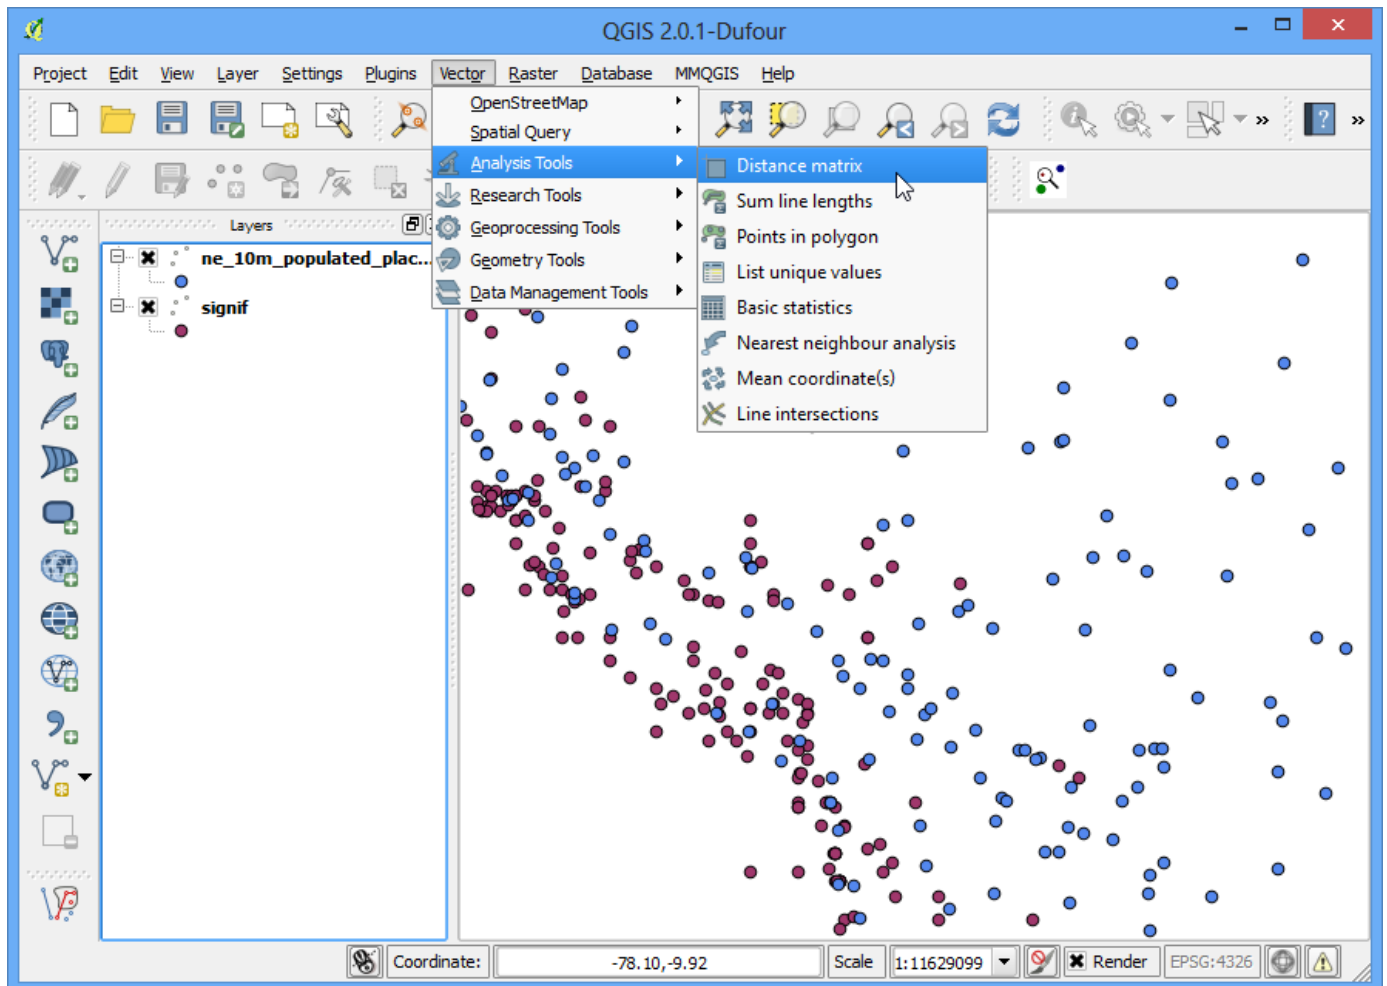 QGIS 2.0.1-Dufour
Project Edit View Layer Settings Plugins Vector Raster Database MMQGIS Help
OpenStreetMap
Spatial Query
Analysis Tools
Research Tools
Geoprocessing Tools
Geometry Tools
Data Management Tools
Distance matrix
Sum line lengths
Points in polygon
List unique values
Basic statistics
Nearest neighbour analysis
Mean coordinate(s)
Line intersections
Layers
ne_10m_populated_plac...
signif
Coordinate: -78.10,-9.92 Scale 1:11629099 Render EPSG:4326